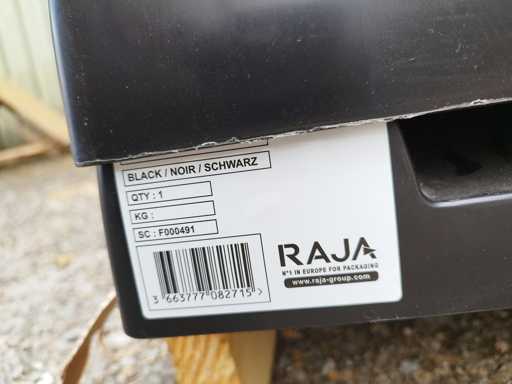 BLACK / NOIR / SCHWARZ
QTY : 1
KG :
SC : F000491
3 663777 082715 >
RAJA
N°1 IN EUROPE FOR PACKAGING
www.raja-group.com